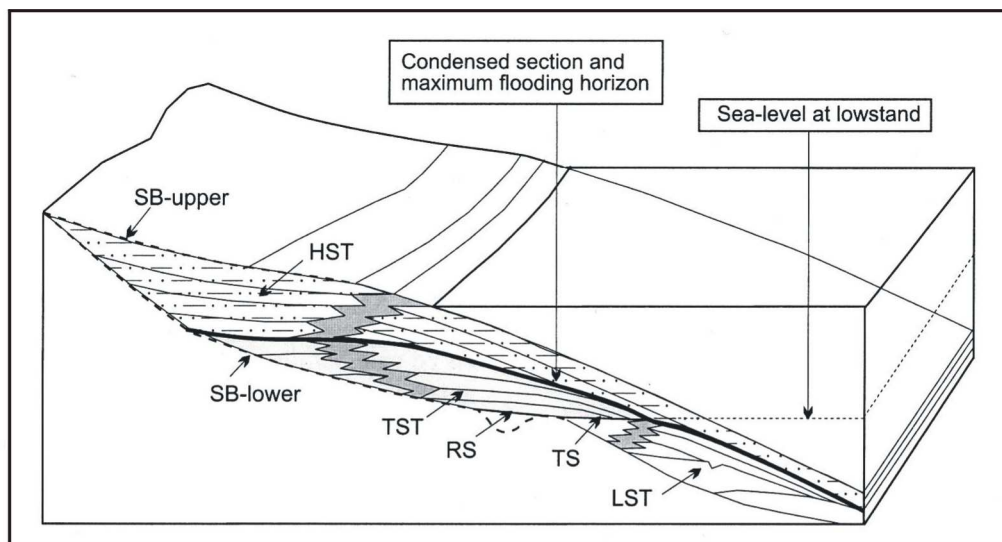 Condensed section and
maximum flooding horizon
Sea-level at lowstand
SB-upper
HST
SB-lower
TST
RS
TS
LST